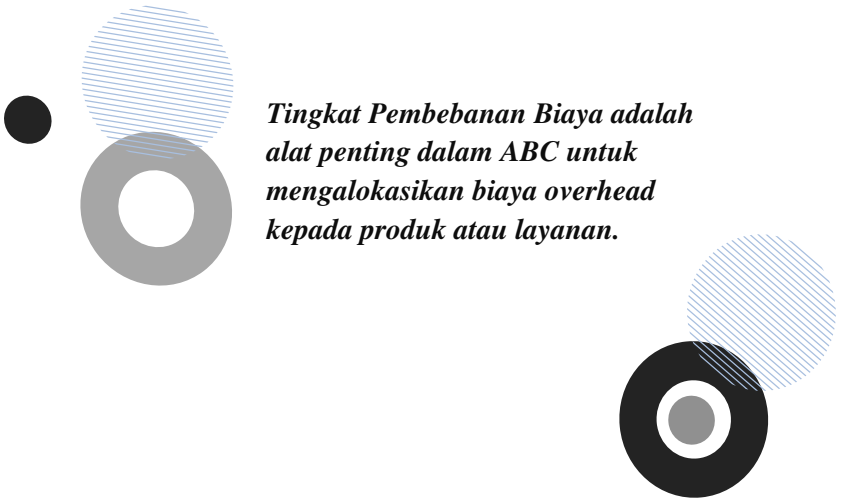 Tingkat Pembebanan Biaya adalah
alat penting dalam ABC untuk
mengalokasikan biaya overhead
kepada produk atau layanan.